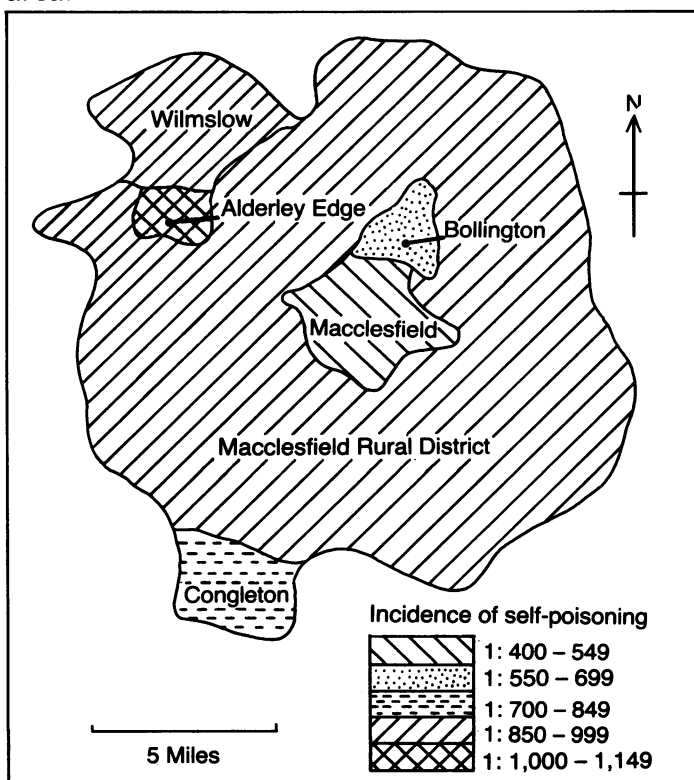 Wilmslow
N
Alderley Edge
Bollington
Macclesfield
Macclesfield Rural District
Congleton
Incidence of self-poisoning
1: 400 – 549
1: 550 – 699
1: 700 – 849
1: 850 – 999
1: 1,000 – 1,149
5 Miles